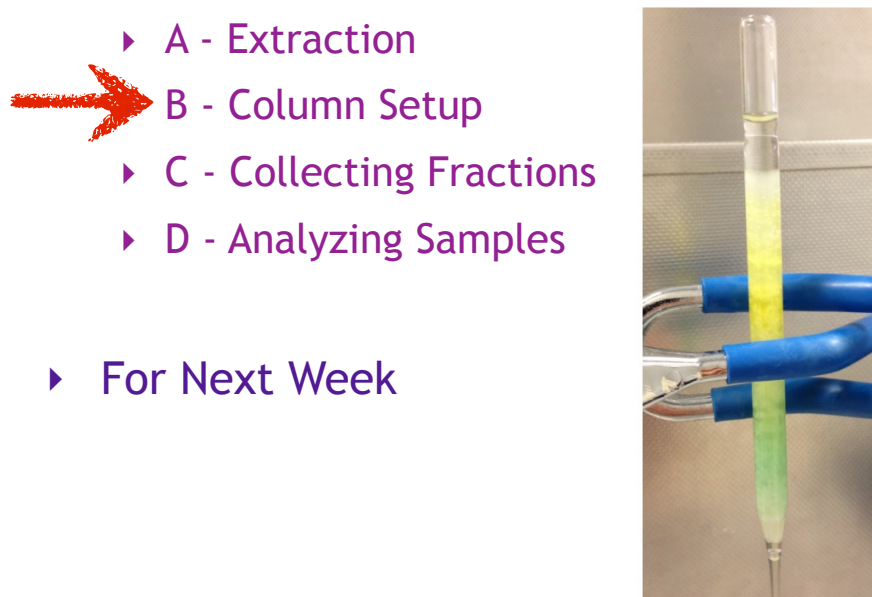 ‣ A - Extraction
B - Column Setup
‣ C - Collecting Fractions
‣ D - Analyzing Samples
‣ For Next Week